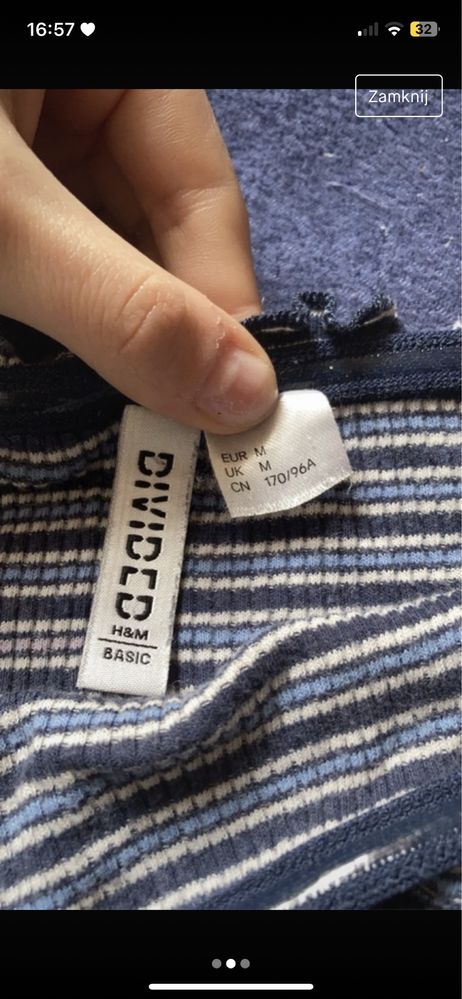 16:57
32
Zamknij
EUR M
UK M
CN 170/96A
DIVIDED
H&M
BASIC